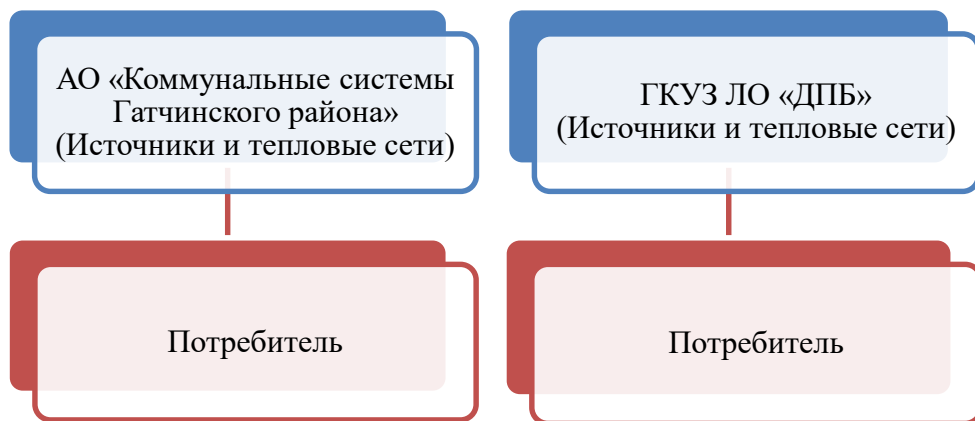 АО «Коммунальные системы
Гатчинского района»
(Источники и тепловые сети)
ГКУЗ ЛО «ДПБ»
(Источники и тепловые сети)
Потребитель
Потребитель